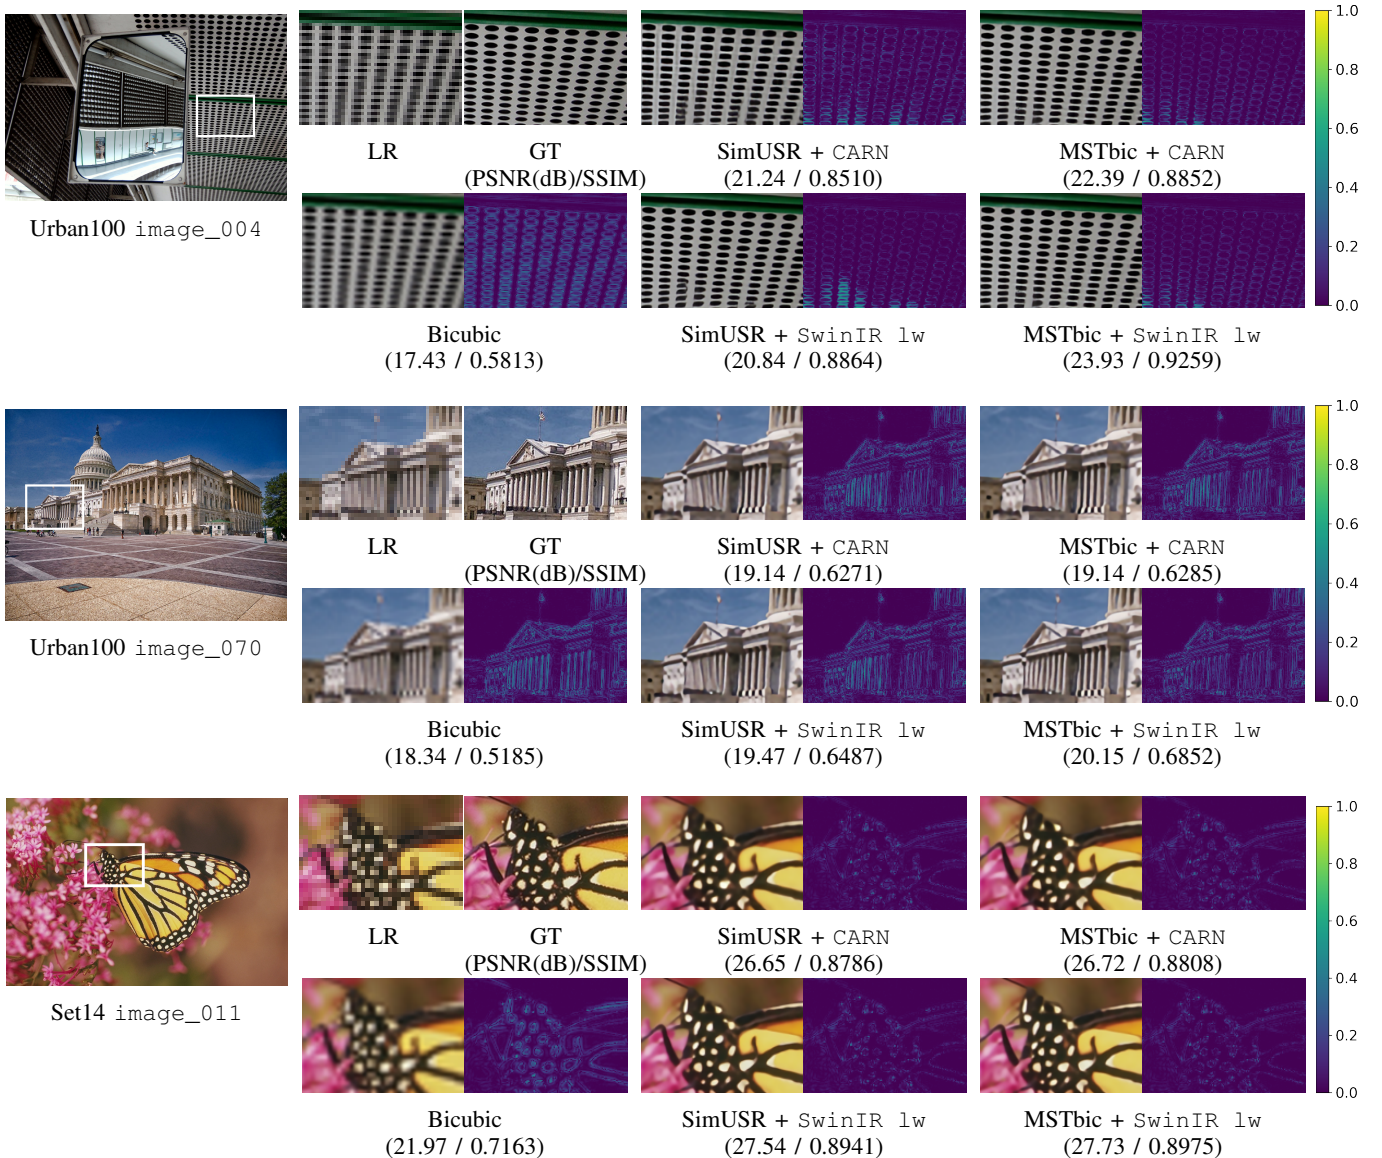 LR
GT
(PSNR(dB)/SSIM)
SimUSR + CARN
(21.24 / 0.8510)
MSTbic + CARN
(22.39 / 0.8852)
1.0
0.8
0.6
0.4
0.2
0.0
Urban100 image_004
Bicubic
(17.43 / 0.5813)
SimUSR + SwinIR lw
(20.84 / 0.8864)
MSTbic + SwinIR lw
(23.93 / 0.9259)
LR
GT
(PSNR(dB)/SSIM)
SimUSR + CARN
(19.14 / 0.6271)
MSTbic + CARN
(19.14 / 0.6285)
1.0
0.8
0.6
0.4
0.2
0.0
Urban100 image_070
Bicubic
(18.34 / 0.5185)
SimUSR + SwinIR lw
(19.47 / 0.6487)
MSTbic + SwinIR lw
(20.15 / 0.6852)
LR
GT
(PSNR(dB)/SSIM)
SimUSR + CARN
(26.65 / 0.8786)
MSTbic + CARN
(26.72 / 0.8808)
1.0
0.8
0.6
0.4
0.2
0.0
Set14 image_011
Bicubic
(21.97 / 0.7163)
SimUSR + SwinIR lw
(27.54 / 0.8941)
MSTbic + SwinIR lw
(27.73 / 0.8975)